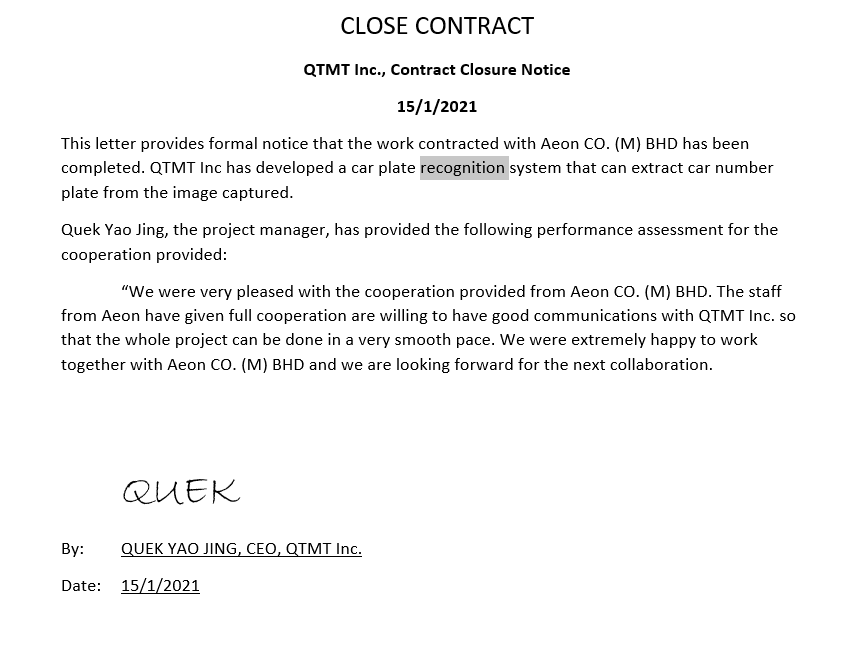 CLOSE CONTRACT
QTMT Inc., Contract Closure Notice
15/1/2021
This letter provides formal notice that the work contracted with Aeon CO. (M) BHD has been
completed. QTMT Inc has developed a car plate recognition system that can extract car number
plate from the image captured.
Quek Yao Jing, the project manager, has provided the following performance assessment for the
cooperation provided:
“We were very pleased with the cooperation provided from Aeon CO. (M) BHD. The staff
from Aeon have given full cooperation are willing to have good communications with QTMT Inc. so
that the whole project can be done in a very smooth pace. We were extremely happy to work
together with Aeon CO. (M) BHD and we are looking forward for the next collaboration.
QUEK
By: QUEK YAO JING, CEO, QTMT Inc.
Date: 15/1/2021